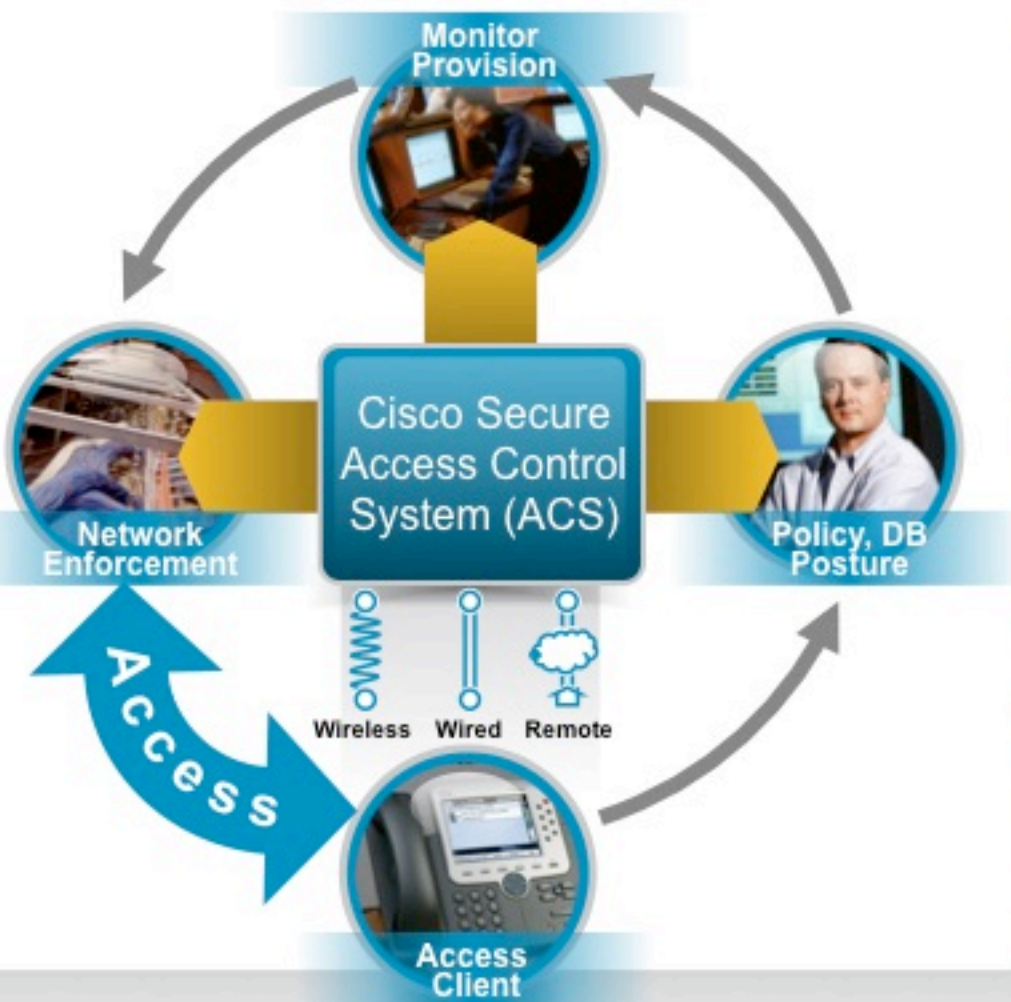 Monitor
Provision
Cisco Secure
Access Control
System (ACS)
Network
Enforcement
Policy, DB
Posture
Access
Wireless Wired Remote
Access
Client